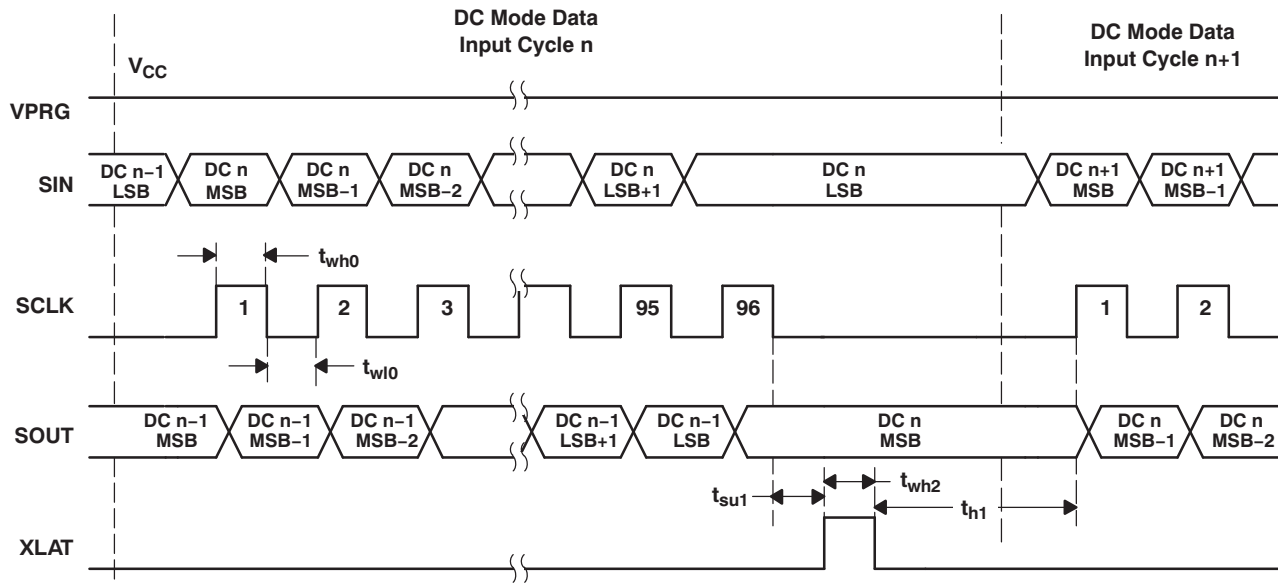 DC Mode Data
Input Cycle n
DC Mode Data
Input Cycle n+1
VCC
VPRG
SIN
DC n−1
LSB
DC n
MSB
DC n
MSB−1
DC n
MSB−2
DC n
LSB+1
DC n
LSB
DC n+1
MSB
DC n+1
MSB−1
twh0
SCLK
1
2
3
95
96
1
2
twl0
SOUT
DC n−1
MSB
DC n−1
MSB−1
DC n−1
MSB−2
DC n−1
LSB+1
DC n−1
LSB
DC n
MSB
DC n
MSB−1
DC n
MSB−2
tsu1
twh2
th1
XLAT